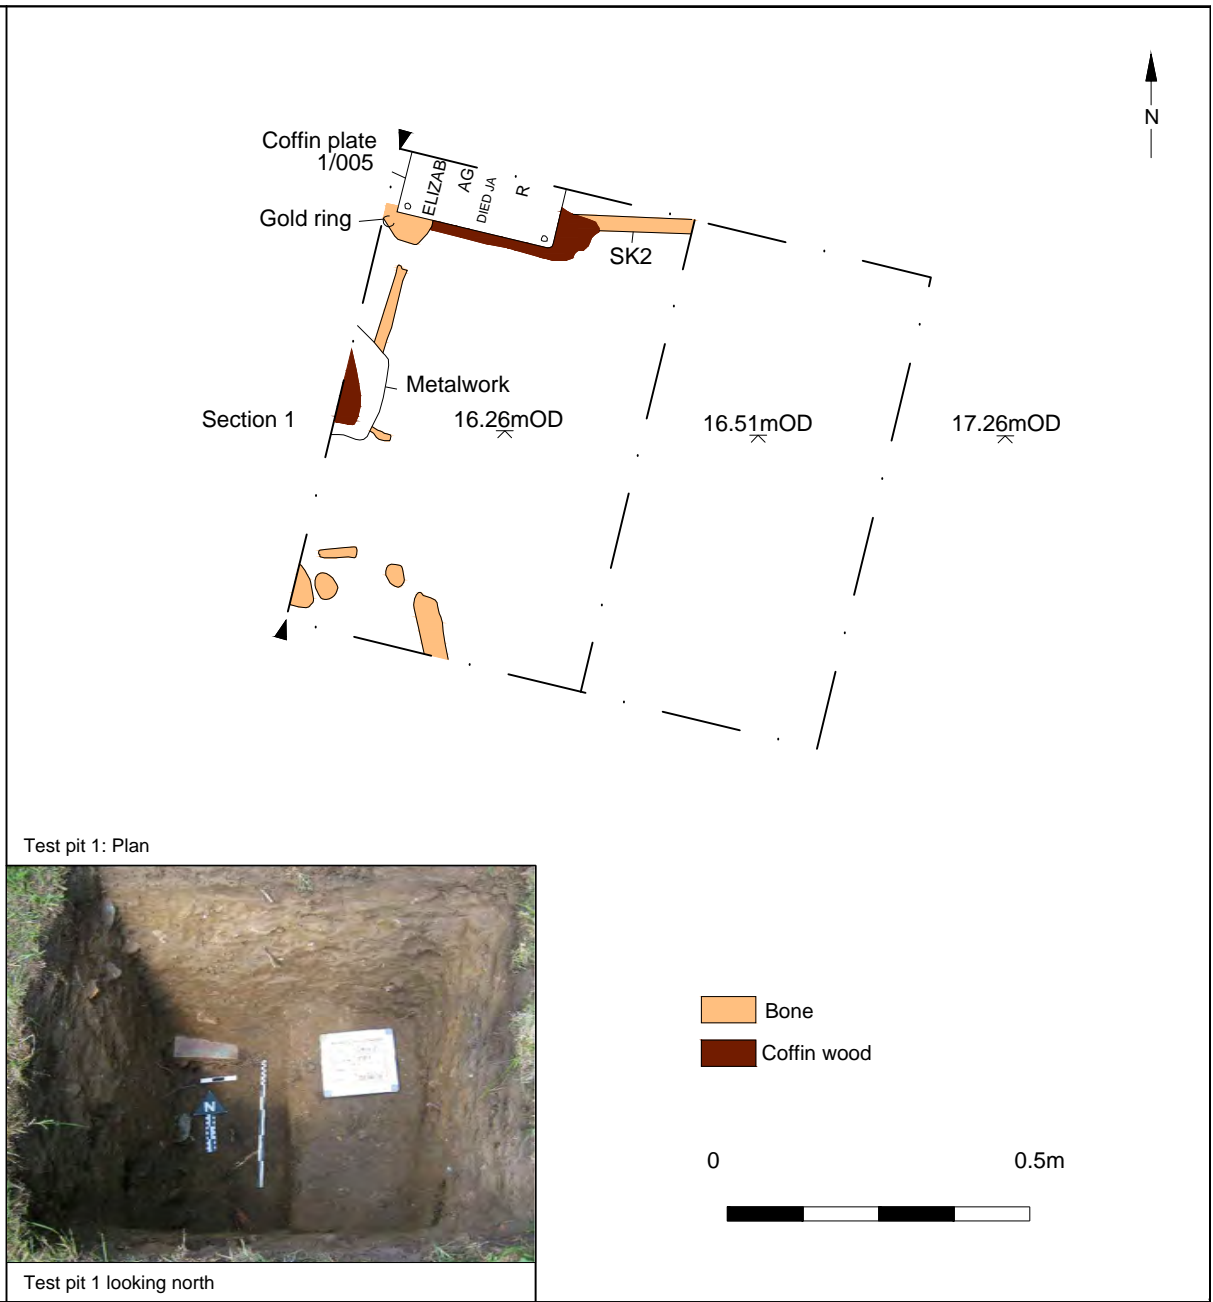 N
Coffin plate
1/005
ELIZAB
AG
DIED JA
R
Gold ring
SK2
Metalwork
Section 1
16.26mOD
16.51mOD
17.26mOD
Test pit 1: Plan
N
Bone
Coffin wood
0
0.5m
Test pit 1 looking north